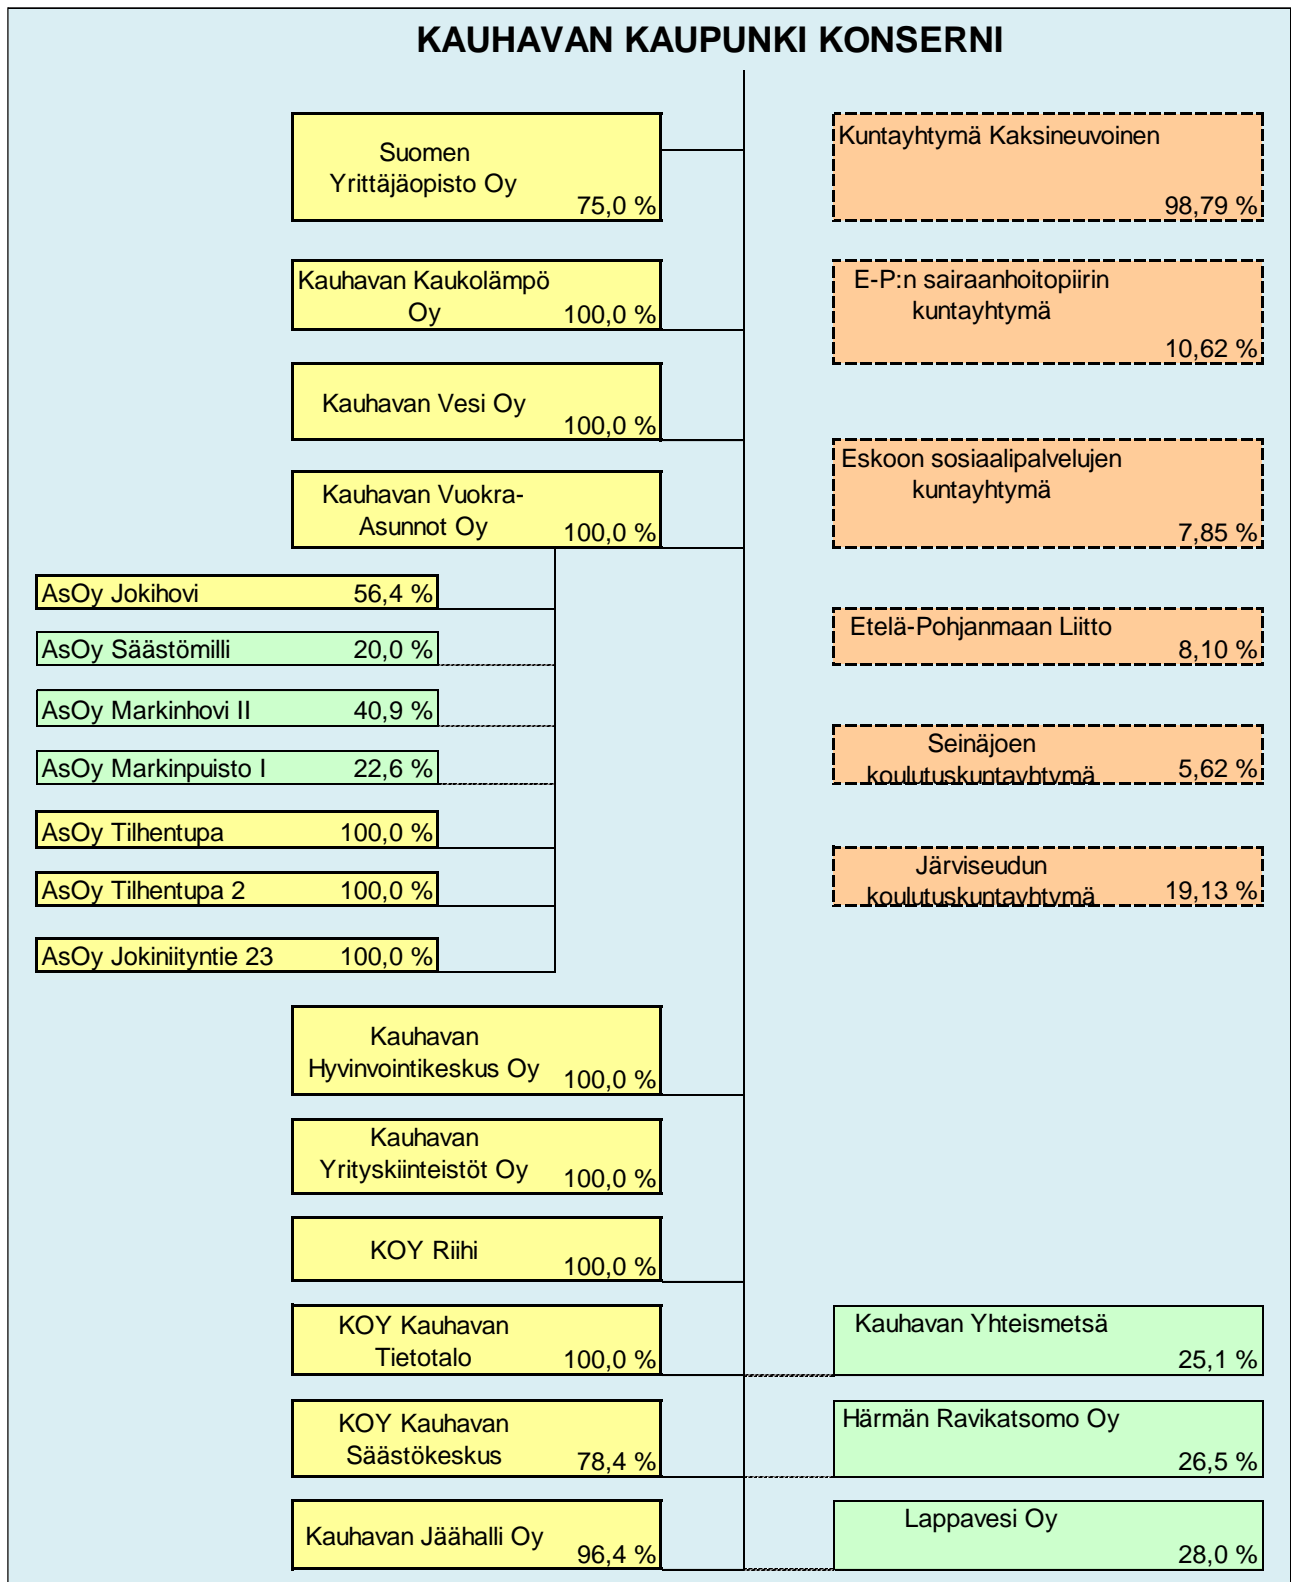 KAUHAVAN KAUPUNKI KONSERNI
Suomen
Yrittäjäopisto Oy
75,0 %
Kauhavan Kaukolämpö
Oy
100,0 %
Kauhavan Vesi Oy
100,0 %
Kauhavan Vuokra-
Asunnot Oy
100,0 %
AsOy Jokihovi 56,4 %
AsOy Säästömilli 20,0 %
AsOy Markinhovi II 40,9 %
AsOy Markinpuisto I 22,6 %
AsOy Tilhentupa 100,0 %
AsOy Tilhentupa 2 100,0 %
AsOy Jokiniityntie 23 100,0 %
Kauhavan
Hyvinvointikeskus Oy
100,0 %
Kauhavan
Yrityskiinteistöt Oy
100,0 %
KOY Riihi
100,0 %
KOY Kauhavan
Tietotalo
100,0 %
KOY Kauhavan
Säästökeskus
78,4 %
Kauhavan Jäähalli Oy
96,4 %
Kuntayhtymä Kaksineuvoinen
98,79 %
E-P:n sairaanhoitopiirin
kuntayhtymä
10,62 %
Eskoon sosiaalipalvelujen
kuntayhtymä
7,85 %
Etelä-Pohjanmaan Liitto
8,10 %
Seinäjoen
koulutuskuntayhtymä
5,62 %
Järviseudun
koulutuskuntayhtymä
19,13 %
Kauhavan Yhteismetsä
25,1 %
Härmän Ravikatsomo Oy
26,5 %
Lappavesi Oy
28,0 %